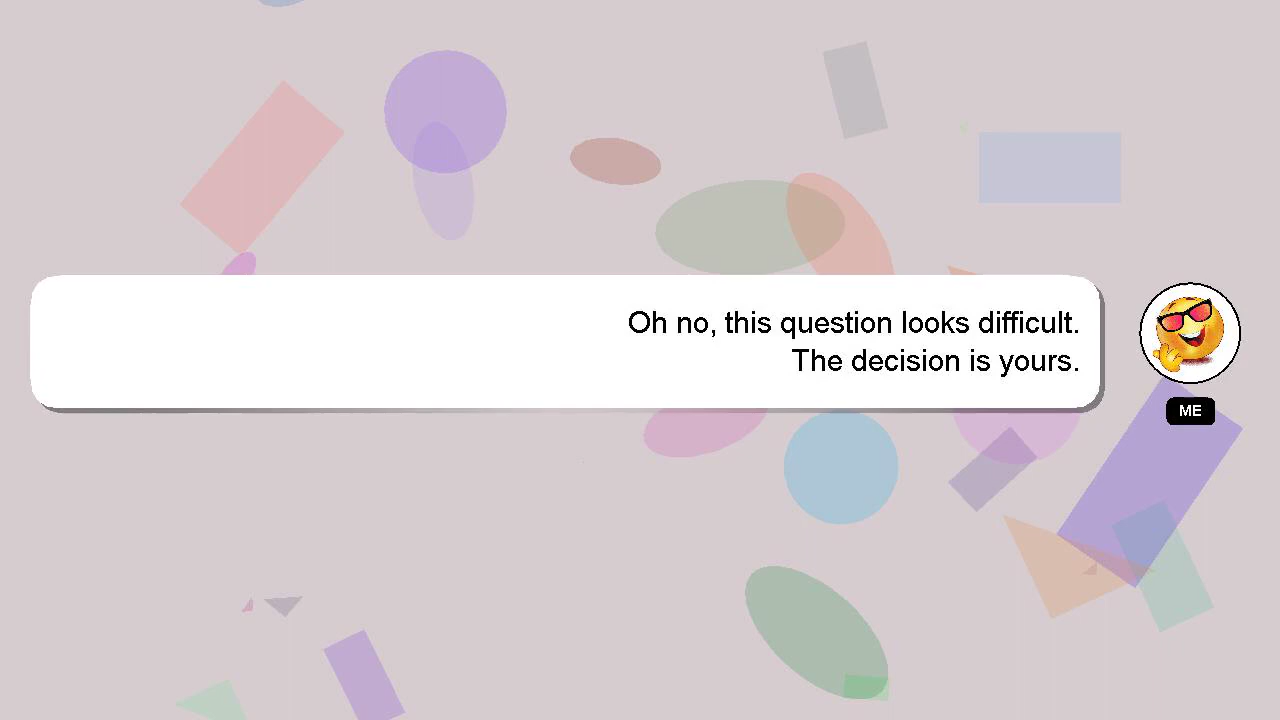 Oh no, this question looks difficult.
The decision is yours.
ME